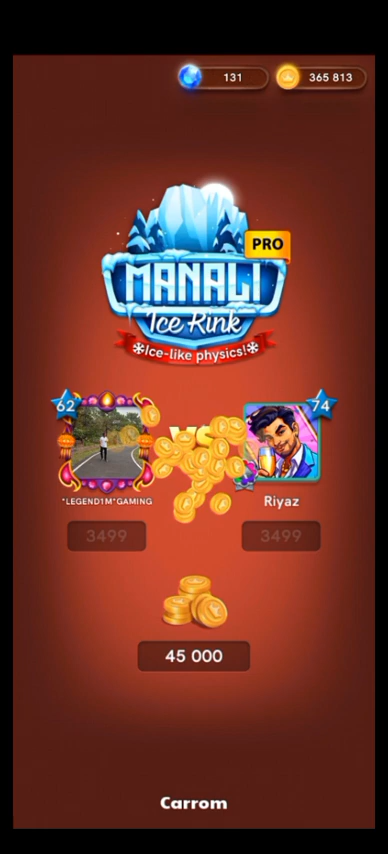 131
365 813
PRO
MANALI
Ice Rink
Ice-like physics!
62
VS
74
"LEGEND1M"GAMING
Riyaz
3499
3499
45 000
Carrom